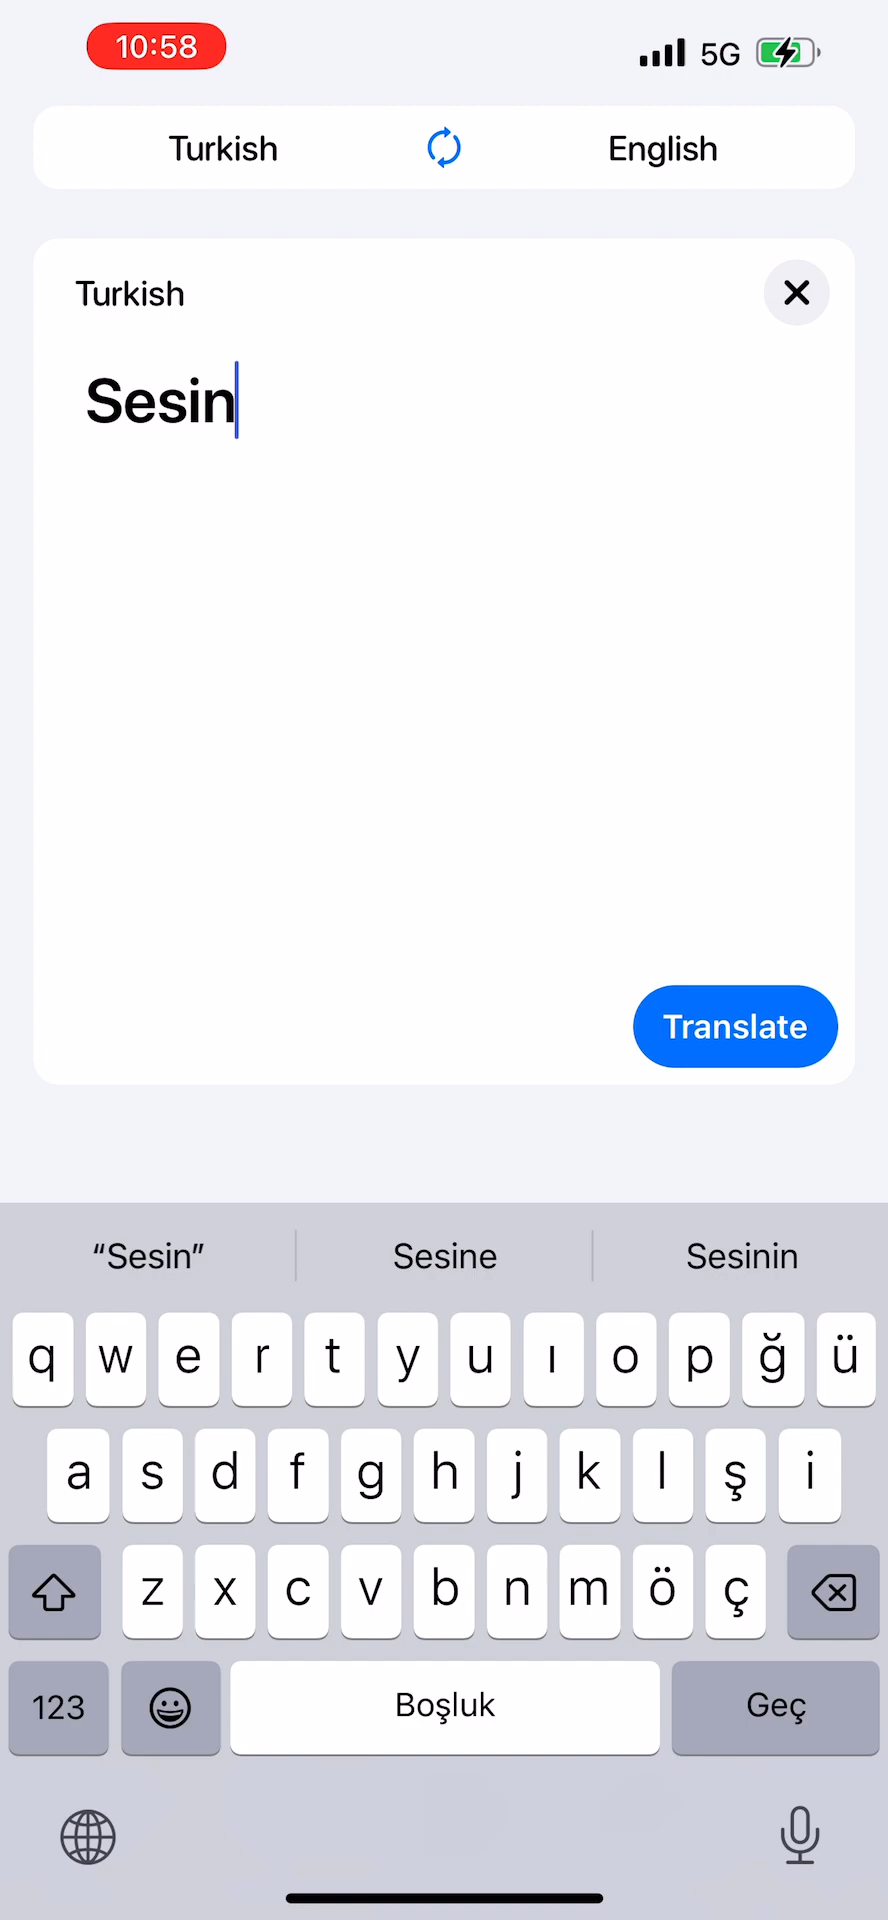 10:58 5G
Turkish English
Turkish
Sesin
Translate
“Sesin” Sesine Sesinin
q w e r t y u ı o p ğ ü
a s d f g h j k l ş i
z x c v b n m ö ç
123 Boşluk Geç